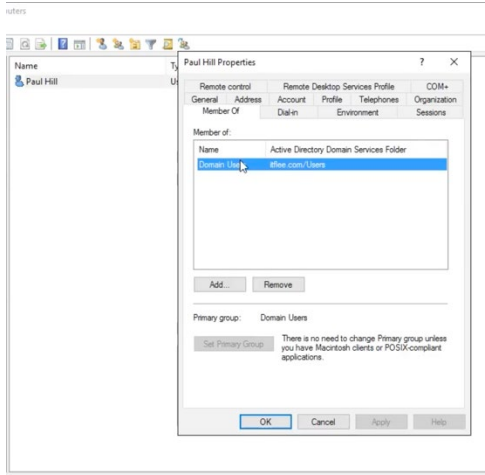 uters
Name
Ty
Paul Hill
Us
Paul Hill Properties
?
Remote control Remote Desktop Services Profile COM+
General Address Account Profile Telephones Organization
Member Of Dial-in Environment Sessions
Member of:
Name Active Directory Domain Services Folder
Domain Users itflee.com/Users
Add... Remove
Primary group: Domain Users
Set Primary Group
There is no need to change Primary group unless
you have Macintosh clients or POSIX-compliant
applications.
OK Cancel Apply Help